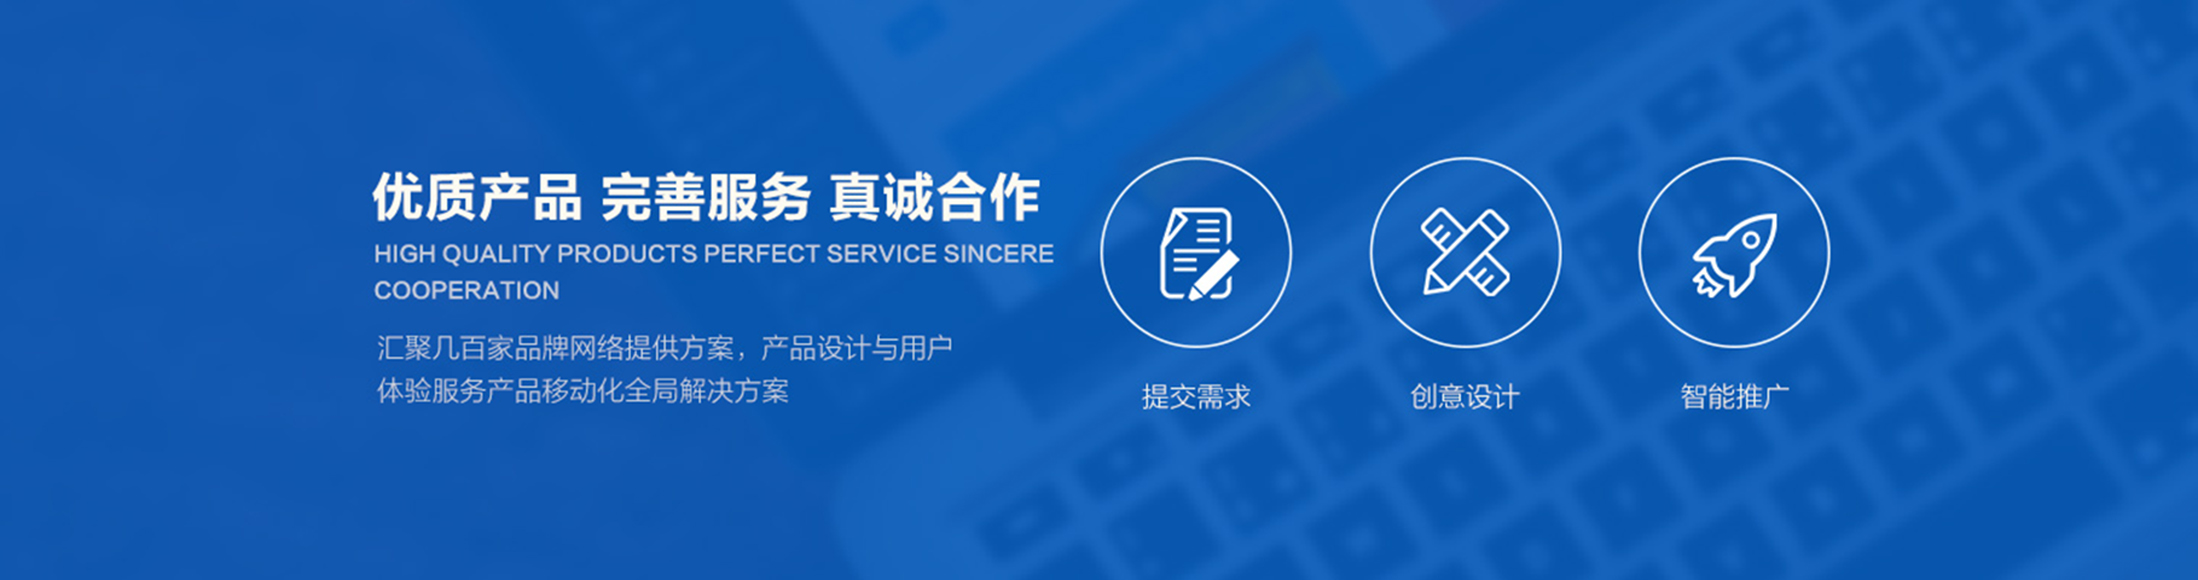 优质产品 完善服务 真诚合作
HIGH QUALITY PRODUCTS PERFECT SERVICE SINCERE
COOPERATION
汇聚几百家品牌网络提供方案，产品设计与用户
体验服务产品移动化全局解决方案
提交需求
创意设计
智能推广